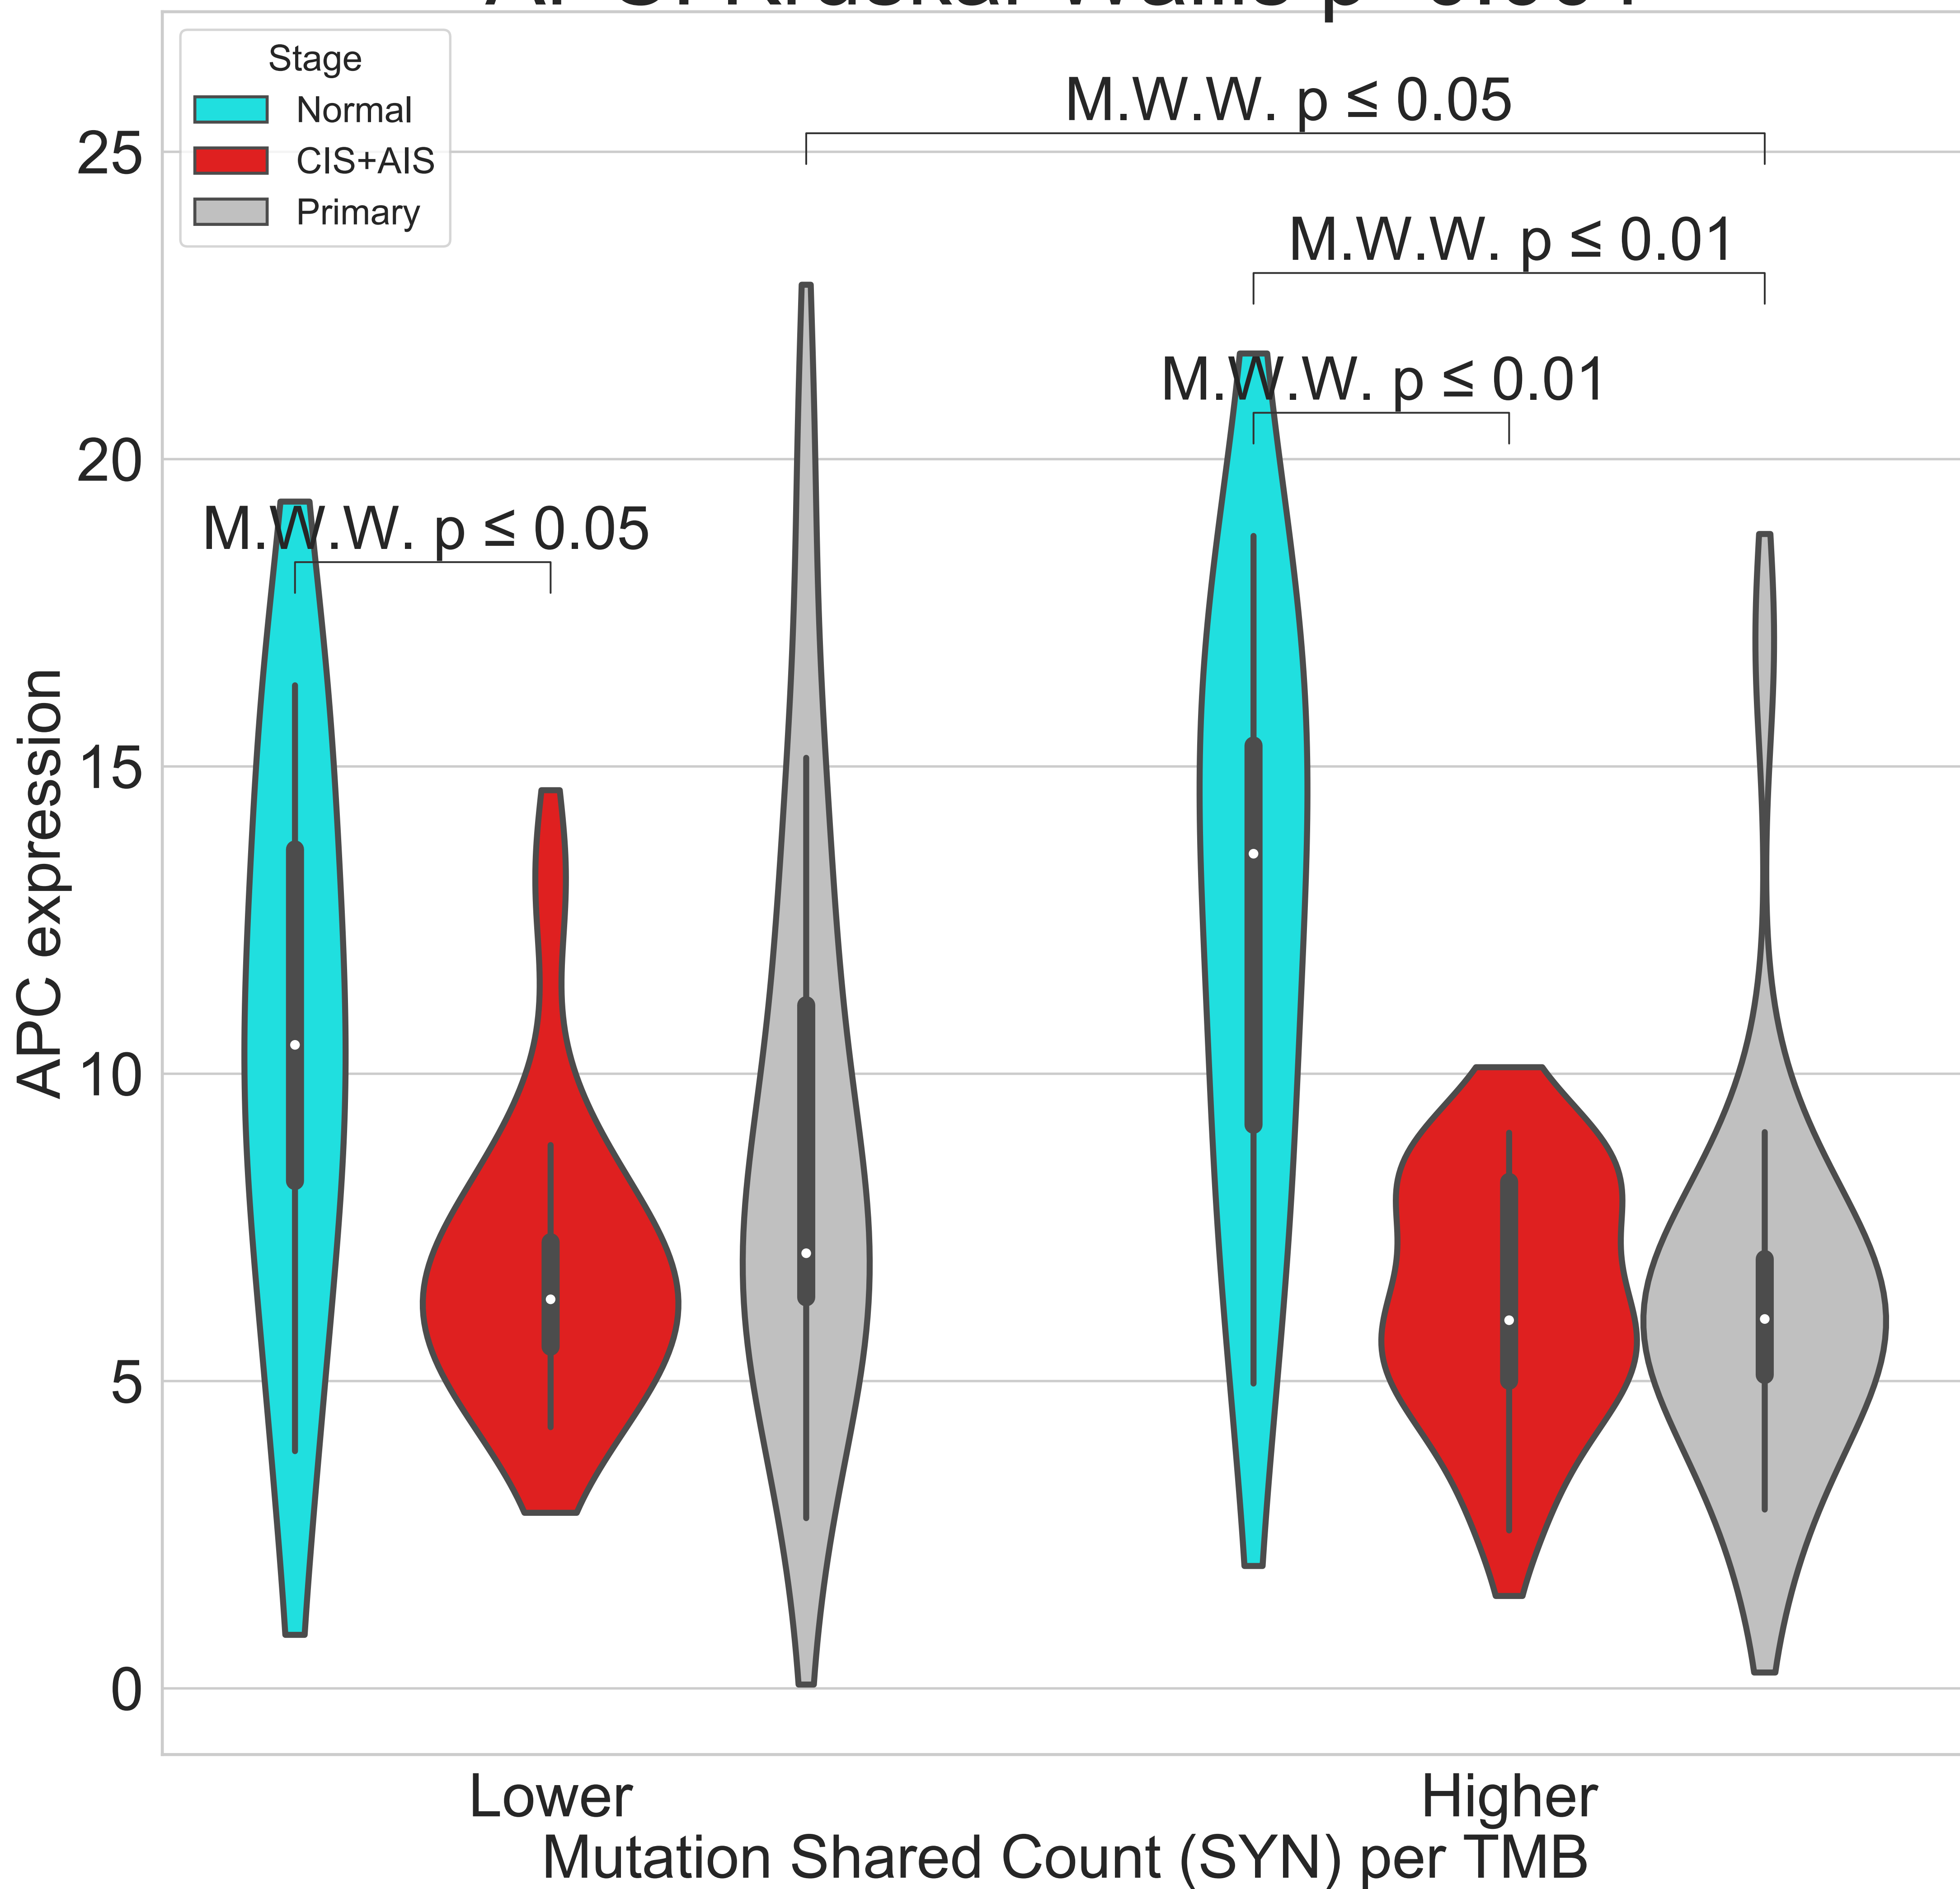 Stage
Normal
CIS+AIS
Primary
M.W.W. p ≤ 0.05
M.W.W. p ≤ 0.01
M.W.W. p ≤ 0.01
M.W.W. p ≤ 0.05
25
20
15
10
5
0
APC expression
Lower
Higher
Mutation Shared Count (SYN) per TMB